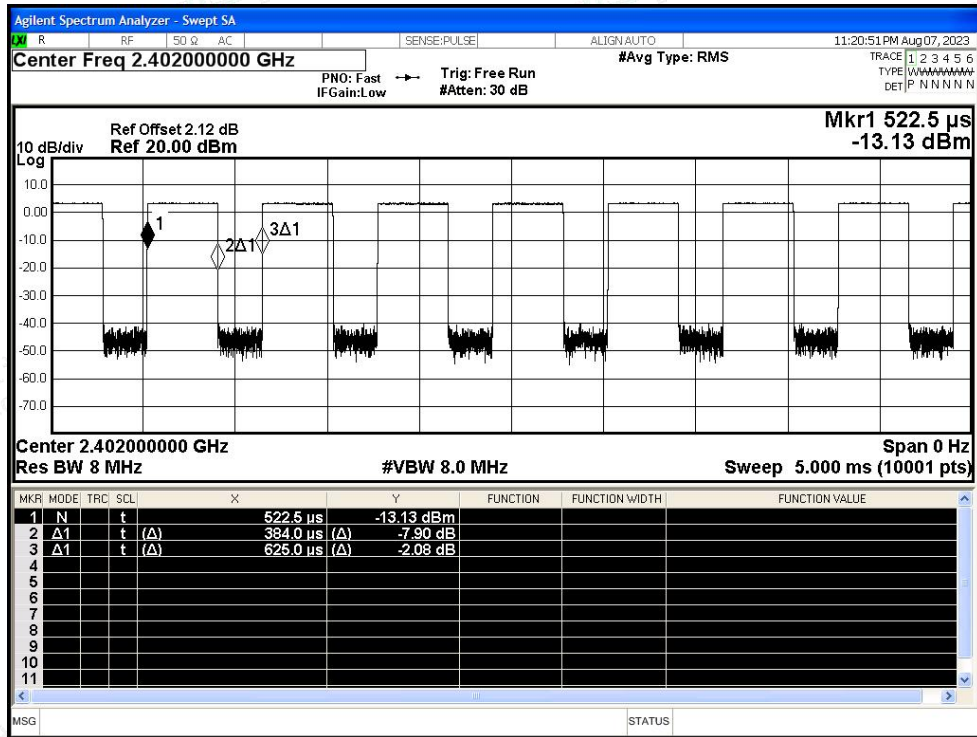 Agilent Spectrum Analyzer - Swept SA
LXI R RF 50 Ω AC SENSE:PULSE ALIGN AUTO 11:20:51 PM Aug 07, 2023
Center Freq 2.402000000 GHz #Avg Type: RMS TRACE 1 2 3 4 5 6
PNO: Fast Trig: Free Run TYPE WWWWWW
IFGain:Low #Atten: 30 dB DET P N N N N N
Mkr1 522.5 µs
Ref Offset 2.12 dB
10 dB/div Ref 20.00 dBm -13.13 dBm
Log
10.0
0.00
1 2Δ1 3Δ1
-10.0
-20.0
-30.0
-40.0
-50.0
-60.0
-70.0
Center 2.402000000 GHz Span 0 Hz
Res BW 8 MHz #VBW 8.0 MHz Sweep 5.000 ms (10001 pts)
MKR MODE TRC SCL X Y FUNCTION FUNCTION WIDTH FUNCTION VALUE
1 N t 522.5 µs -13.13 dBm
2 Δ1 t (Δ) 384.0 µs (Δ) -7.90 dB
3 Δ1 t (Δ) 625.0 µs (Δ) -2.08 dB
4
5
6
7
8
9
10
11
MSG STATUS